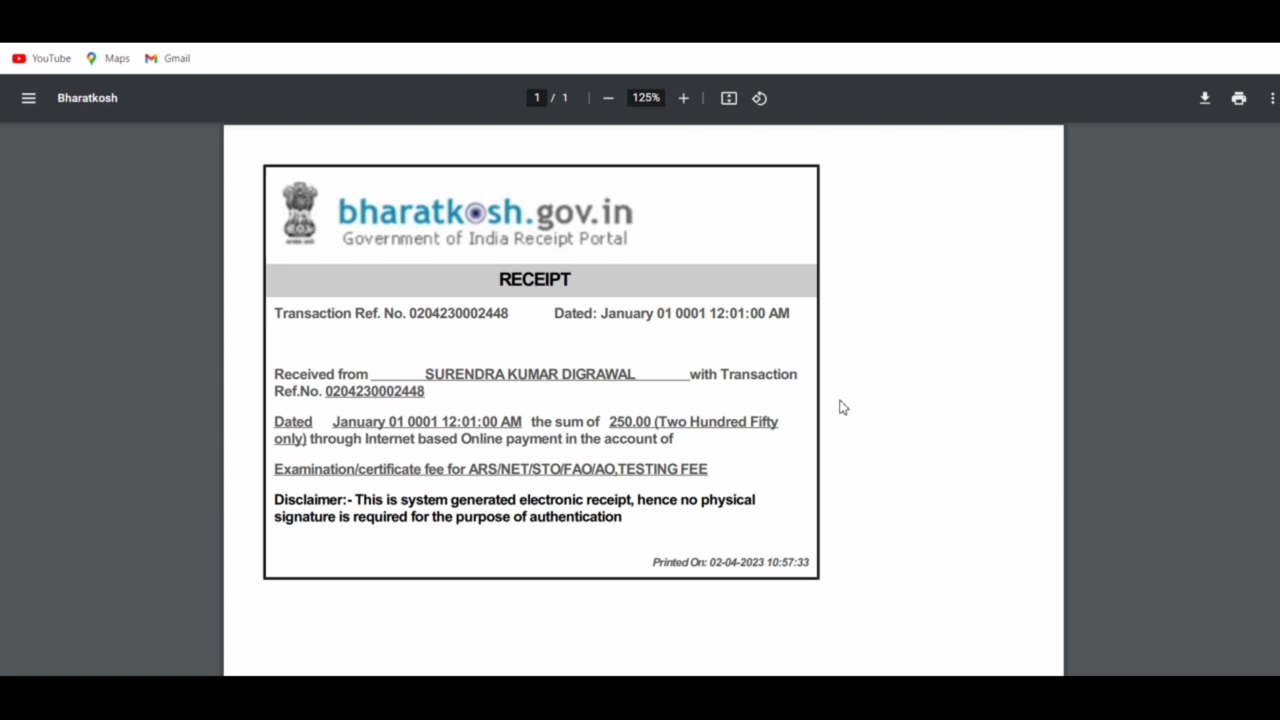 YouTube Maps Gmail
Bharatkosh 1 / 1 125%
bharatkosh.gov.in
Government of India Receipt Portal
RECEIPT
Transaction Ref. No. 0204230002448 Dated: January 01 0001 12:01:00 AM
Received from ______SURENDRA KUMAR DIGRAWAL______with Transaction
Ref.No. 0204230002448
Dated January 01 0001 12:01:00 AM the sum of 250.00 (Two Hundred Fifty
only) through Internet based Online payment in the account of
Examination/certificate fee for ARS/NET/STO/FAO/AO,TESTING FEE
Disclaimer:- This is system generated electronic receipt, hence no physical
signature is required for the purpose of authentication
Printed On: 02-04-2023 10:57:33